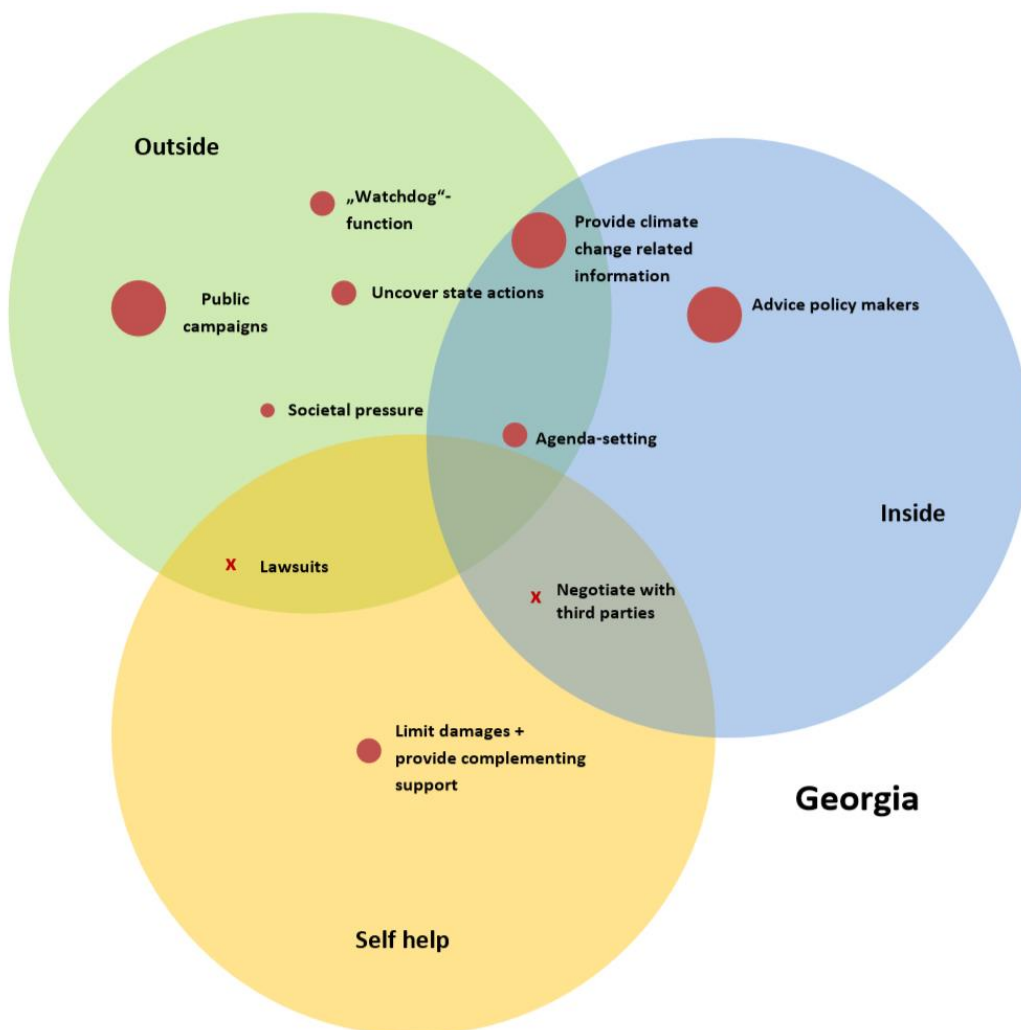 Outside
„Watchdog“-
function
Provide climate
change related
information
Public
campaigns
Uncover state actions
Advice policy makers
Societal pressure
Agenda-setting
Inside
x
Lawsuits
x
Negotiate with
third parties
Limit damages +
provide complementing
support
Georgia
Self help